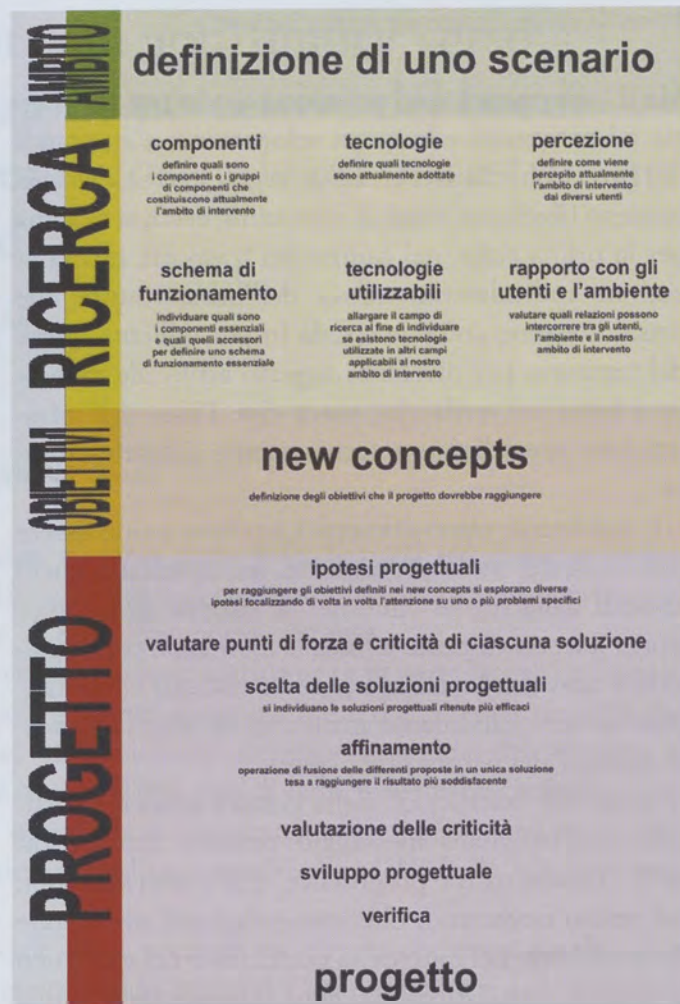 AMBITO
definizione di uno scenario
RICERCA
componenti
definire quali sono
i componenti o i gruppi
di componenti che
costituiscono attualmente
l'ambito di intervento
tecnologie
definire quali tecnologie
sono attualmente adottate
percezione
definire come viene
percepito attualmente
l'ambito di intervento
dai diversi utenti
schema di
funzionamento
individuare quali sono
i componenti essenziali
e quali quelli accessori
per definire uno schema
di funzionamento essenziale
tecnologie
utilizzabili
allargare il campo di
ricerca al fine di individuare
se esistono tecnologie
utilizzate in altri campi
applicabili al nostro
ambito di intervento
rapporto con gli
utenti e l'ambiente
valutare quali relazioni possono
intercorrere tra gli utenti,
l'ambiente e il nostro
ambito di intervento
OBIETTIVI
new concepts
definizione degli obiettivi che il progetto dovrebbe raggiungere
PROGETTO
ipotesi progettuali
per raggiungere gli obiettivi definiti nei new concepts si esplorano diverse
ipotesi focalizzando di volta in volta l'attenzione su uno o più problemi specifici
valutare punti di forza e criticità di ciascuna soluzione
scelta delle soluzioni progettuali
si individuano le soluzioni progettuali ritenute più efficaci
affinamento
operazione di fusione delle differenti proposte in un unica soluzione
tesa a raggiungere il risultato più soddisfacente
valutazione delle criticità
sviluppo progettuale
verifica
progetto